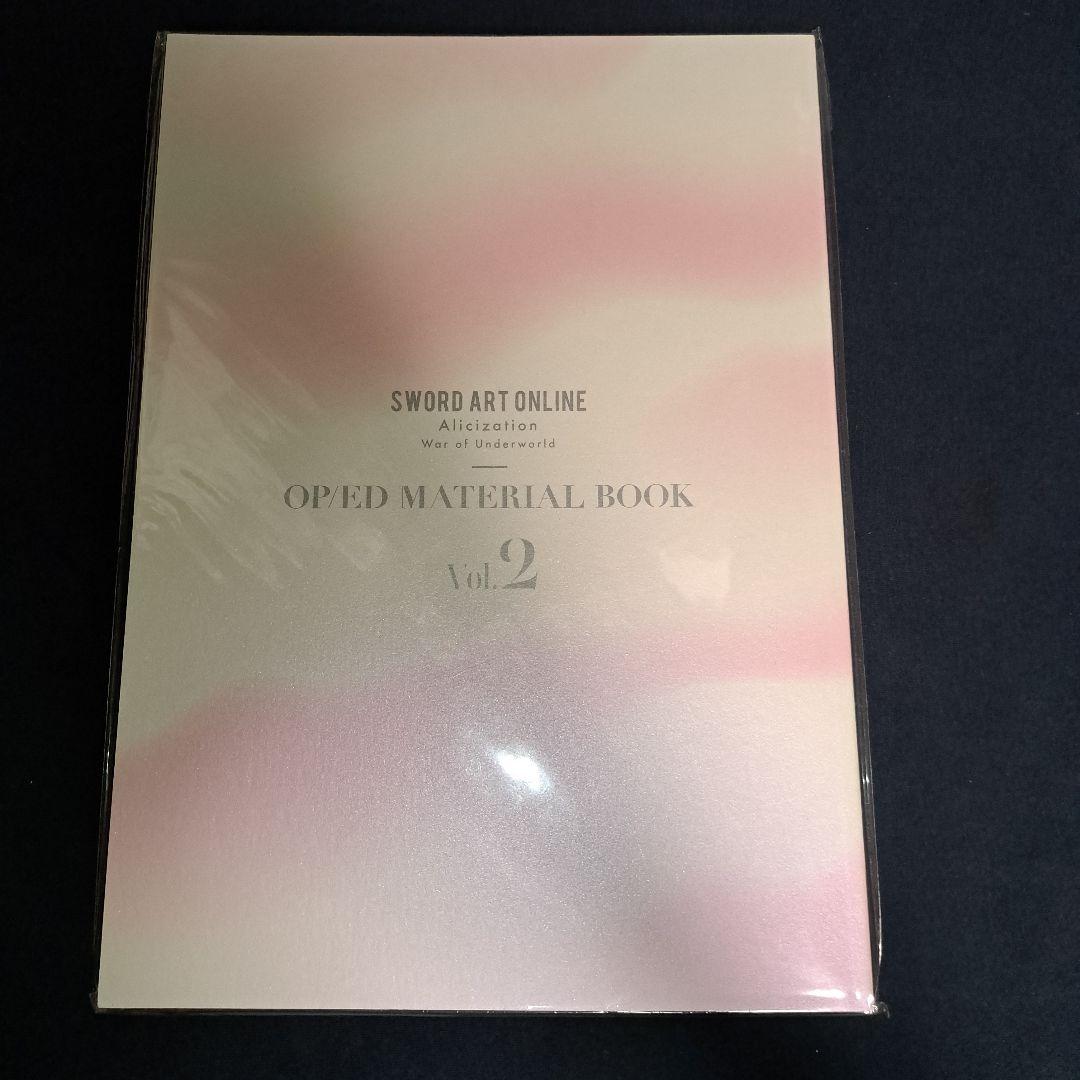 SWORD ART ONLINE
Alicization
War of Underworld
OP/ED MATERIAL BOOK
Vol.2